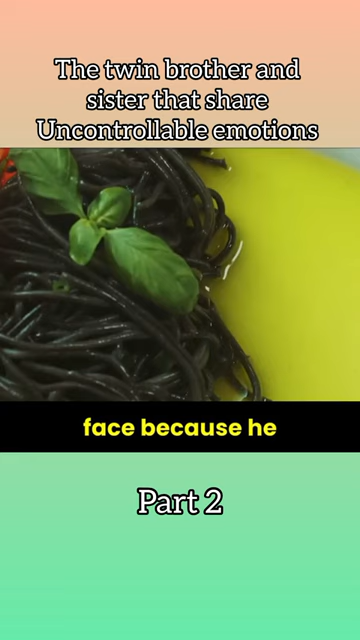 The twin brother and
sister that share
Uncontrollable emotions
face because he
Part 2